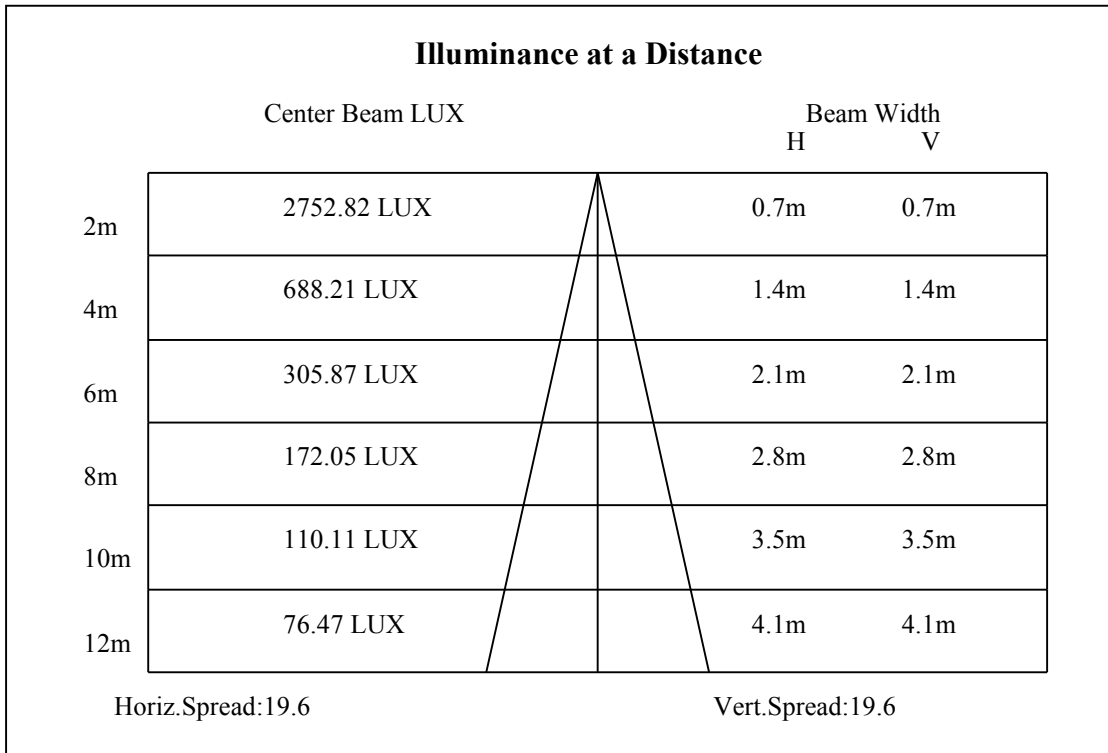 Illuminance at a Distance
Center Beam LUX Beam Width
H V
2m 2752.82 LUX 0.7m 0.7m
4m 688.21 LUX 1.4m 1.4m
6m 305.87 LUX 2.1m 2.1m
8m 172.05 LUX 2.8m 2.8m
10m 110.11 LUX 3.5m 3.5m
12m 76.47 LUX 4.1m 4.1m
Horiz.Spread:19.6 Vert.Spread:19.6